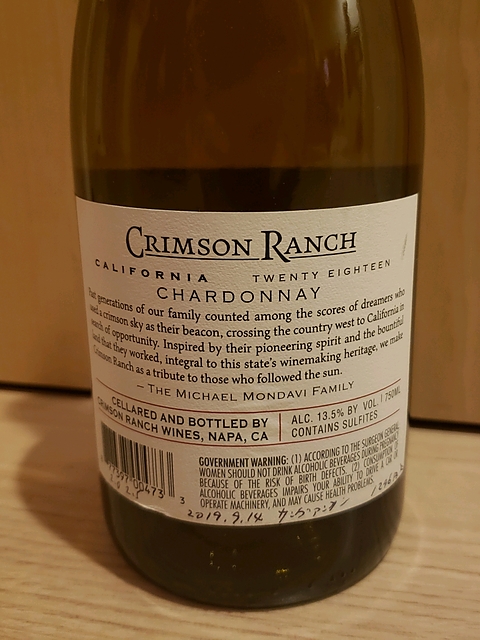 CRIMSON RANCH
CALIFORNIA TWENTY EIGHTEEN
CHARDONNAY
generations of our family counted among the scores of dreamers who
a crimson sky as their beacon, crossing the country west to California in
search of opportunity. Inspired by their pioneering spirit and the bountiful
land that they worked, integral to this state's winemaking heritage, we make
Crimson Ranch as a tribute to those who followed the sun.
– THE MICHAEL MONDAVI FAMILY
CELLARED AND BOTTLED BY
CRIMSON RANCH WINES, NAPA, CA
ALC. 13.5% BY VOL | 750ML
CONTAINS SULFITES
GOVERNMENT WARNING: (1) ACCORDING TO THE SURGEON GENERAL,
WOMEN SHOULD NOT DRINK ALCOHOLIC BEVERAGES DURING PREGNANCY
BECAUSE OF THE RISK OF BIRTH DEFECTS. (2) CONSUMPTION OF
ALCOHOLIC BEVERAGES IMPAIRS YOUR ABILITY TO DRIVE A CAR OR
OPERATE MACHINERY, AND MAY CAUSE HEALTH PROBLEMS.
00473 3
2019.9.14